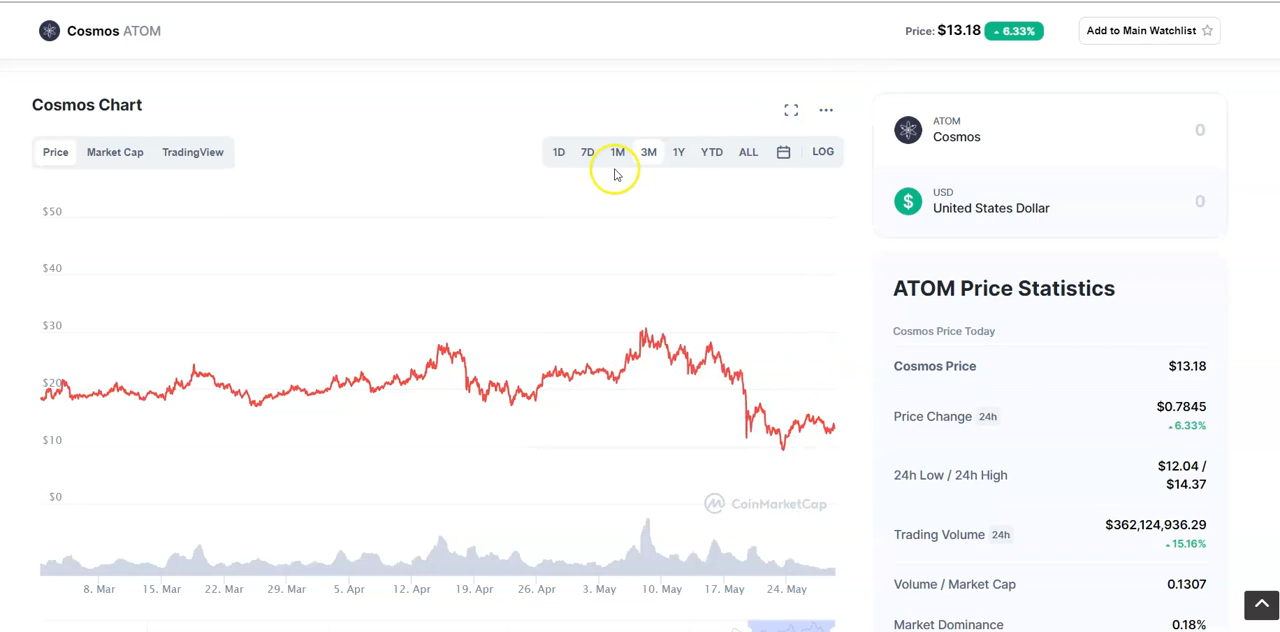 Cosmos ATOM
Price: $13.18 6.33%
Add to Main Watchlist
Cosmos Chart
Price Market Cap TradingView
1D 7D 1M 3M 1Y YTD ALL LOG
$50
$40
$30
$20
$10
$0
CoinMarketCap
8. Mar 15. Mar 22. Mar 29. Mar 5. Apr 12. Apr 19. Apr 26. Apr 3. May 10. May 17. May 24. May
ATOM
Cosmos 0
USD
$ United States Dollar 0
ATOM Price Statistics
Cosmos Price Today
Cosmos Price $13.18
Price Change 24h $0.7845
6.33%
24h Low / 24h High $12.04 /
$14.37
Trading Volume 24h $362,124,936.29
15.16%
Volume / Market Cap 0.1307
Market Dominance 0.18%